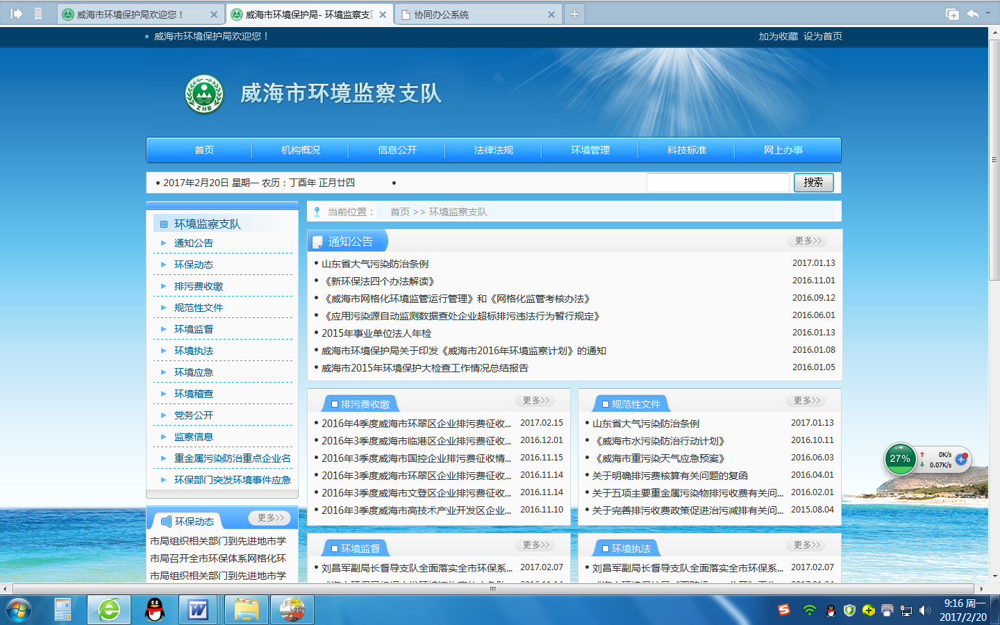 威海市环境保护局欢迎您！
威海市环境保护局- 环境监察支队
协同办公系统
威海市环境保护局欢迎您！
加为收藏 设为首页
ZHB
威海市环境监察支队
首页 机构概况 信息公开 法律法规 环境管理 科技标准 网上办事
2017年2月20日 星期一 农历：丁酉年 正月廿四
搜索
环境监察支队
通知公告
环保动态
排污费收缴
规范性文件
环境监督
环境执法
环境应急
环境稽查
党务公开
监察信息
重金属污染防治重点企业名
环保部门突发环境事件应急
环保动态 更多>>
市局组织相关部门到先进地市学
市局召开全市环保体系网格化环
市局组织相关部门到先进地市学
当前位置： 首页 >> 环境监察支队
通知公告 更多>>
山东省大气污染防治条例 2017.01.13
《新环保法四个办法解读》 2016.11.01
《威海市网格化环境监管运行管理》和《网格化监管考核办法》 2016.09.12
《应用污染源自动监测数据查处企业超标排污违法行为暂行规定》 2016.06.01
2015年事业单位法人年检 2016.01.13
威海市环境保护局关于印发《威海市2016年环境监察计划》的通知 2016.01.08
威海市2015年环境保护大检查工作情况总结报告 2016.01.05
排污费收缴 更多>>
2016年4季度威海市环翠区企业排污费征收... 2017.02.15
2016年3季度威海市临港区企业排污费征收... 2016.12.01
2016年3季度威海市国控企业排污费征收情... 2016.11.15
2016年3季度威海市环翠区企业排污费征收... 2016.11.14
2016年3季度威海市文登区企业排污费征收... 2016.11.14
2016年3季度威海市高技术产业开发区企业... 2016.11.10
规范性文件 更多>>
山东省大气污染防治条例 2017.01.13
《威海市水污染防治行动计划》 2016.10.11
《威海市重污染天气应急预案》 2016.06.03
关于明确排污费核算有关问题的复函 2016.04.01
关于五项主要重金属污染物排污收费有关问... 2016.02.01
关于完善排污收费政策促进治污减排有关问... 2015.08.04
环境监督 更多>>
刘昌军副局长督导支队全面落实全市环保系... 2017.02.07
环境执法 更多>>
刘昌军副局长督导支队全面落实全市环保系... 2017.02.07
27%
0K/s
0.07K/s
9:16 周一
2017/2/20